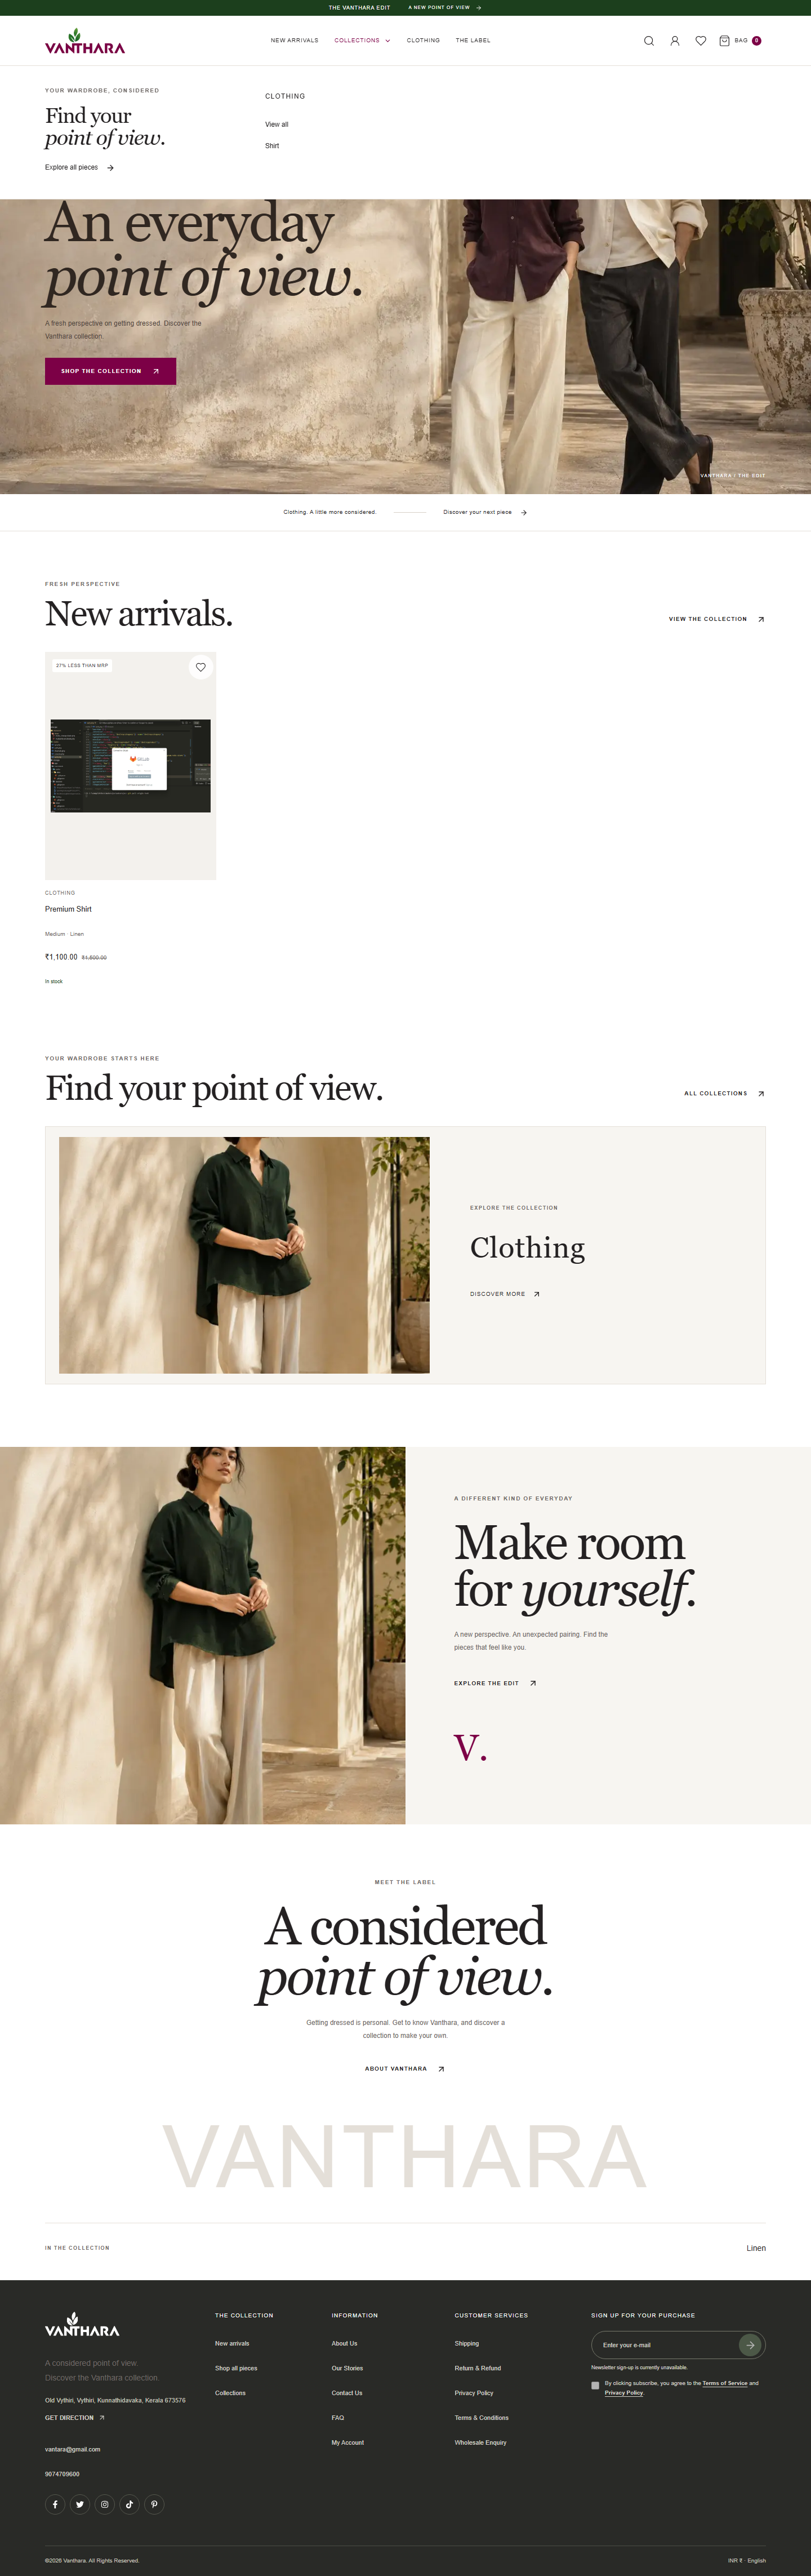 THE VANTHARA EDIT
A NEW POINT OF VIEW
VANTHARA
NEW ARRIVALS
COLLECTIONS
CLOTHING
THE LABEL
BAG 0
YOUR WARDROBE, CONSIDERED
Find your
point of view.
Explore all pieces
CLOTHING
View all
Shirt
An everyday
point of view.
A fresh perspective on getting dressed. Discover the
Vanthara collection.
SHOP THE COLLECTION
VANTHARA / THE EDIT
Clothing. A little more considered.
Discover your next piece
FRESH PERSPECTIVE
New arrivals.
VIEW THE COLLECTION
27% LESS THAN MRP
CLOTHING
Premium Shirt
Medium · Linen
₹1,100.00 ₹1,500.00
In stock
YOUR WARDROBE STARTS HERE
Find your point of view.
ALL COLLECTIONS
EXPLORE THE COLLECTION
Clothing
DISCOVER MORE
A DIFFERENT KIND OF EVERYDAY
Make room
for yourself.
A new perspective. An unexpected pairing. Find the
pieces that feel like you.
EXPLORE THE EDIT
V.
MEET THE LABEL
A considered
point of view.
Getting dressed is personal. Get to know Vanthara, and discover a
collection to make your own.
ABOUT VANTHARA
VANTHARA
IN THE COLLECTION
Linen
VANTHARA
A considered point of view.
Discover the Vanthara collection.
Old Vythiri, Vythiri, Kunnathidavaka, Kerala 673576
GET DIRECTION
vantara@gmail.com
9074709600
THE COLLECTION
New arrivals
Shop all pieces
Collections
INFORMATION
About Us
Our Stories
Contact Us
FAQ
My Account
CUSTOMER SERVICES
Shipping
Return & Refund
Privacy Policy
Terms & Conditions
Wholesale Enquiry
SIGN UP FOR YOUR PURCHASE
Enter your e-mail
Newsletter sign-up is currently unavailable.
By clicking subscribe, you agree to the Terms of Service and
Privacy Policy.
©2026 Vanthara. All Rights Reserved.
INR ₹ · English